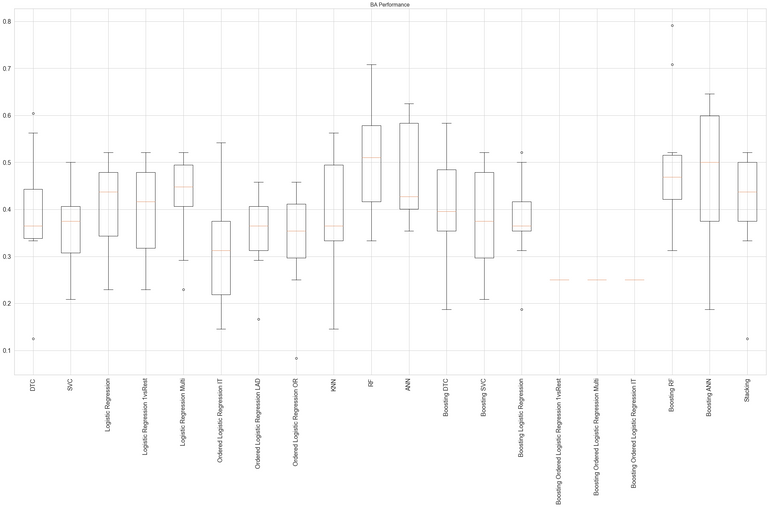 BA Performance
0.8
0.7
0.6
0.5
0.4
0.3
0.2
0.1
DTC
SVC
Logistic Regression
Logistic Regression 1vsRest
Logistic Regression Multi
Ordered Logistic Regression IT
Ordered Logistic Regression LAD
Ordered Logistic Regression OR
KNN
RF
ANN
Boosting DTC
Boosting SVC
Boosting Logistic Regression
Boosting Ordered Logistic Regression 1vsRest
Boosting Ordered Logistic Regression Multi
Boosting Ordered Logistic Regression IT
Boosting RF
Boosting ANN
Stacking